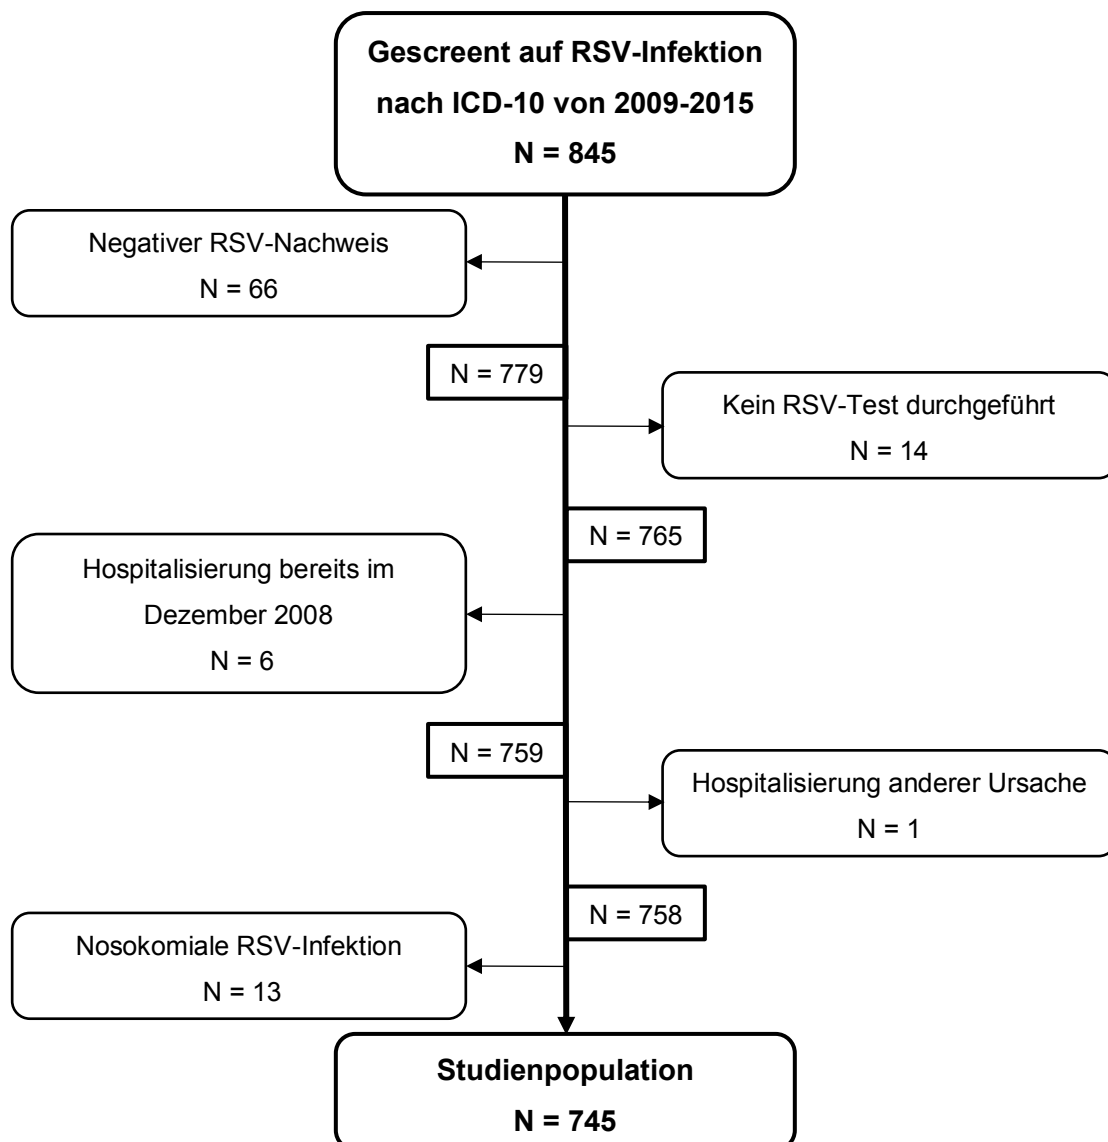 Gescreent auf RSV-Infektion
nach ICD-10 von 2009-2015
N = 845
Negativer RSV-Nachweis
N = 66
N = 779
Kein RSV-Test durchgeführt
N = 14
N = 765
Hospitalisierung bereits im
Dezember 2008
N = 6
N = 759
Hospitalisierung anderer Ursache
N = 1
N = 758
Nosokomiale RSV-Infektion
N = 13
Studienpopulation
N = 745